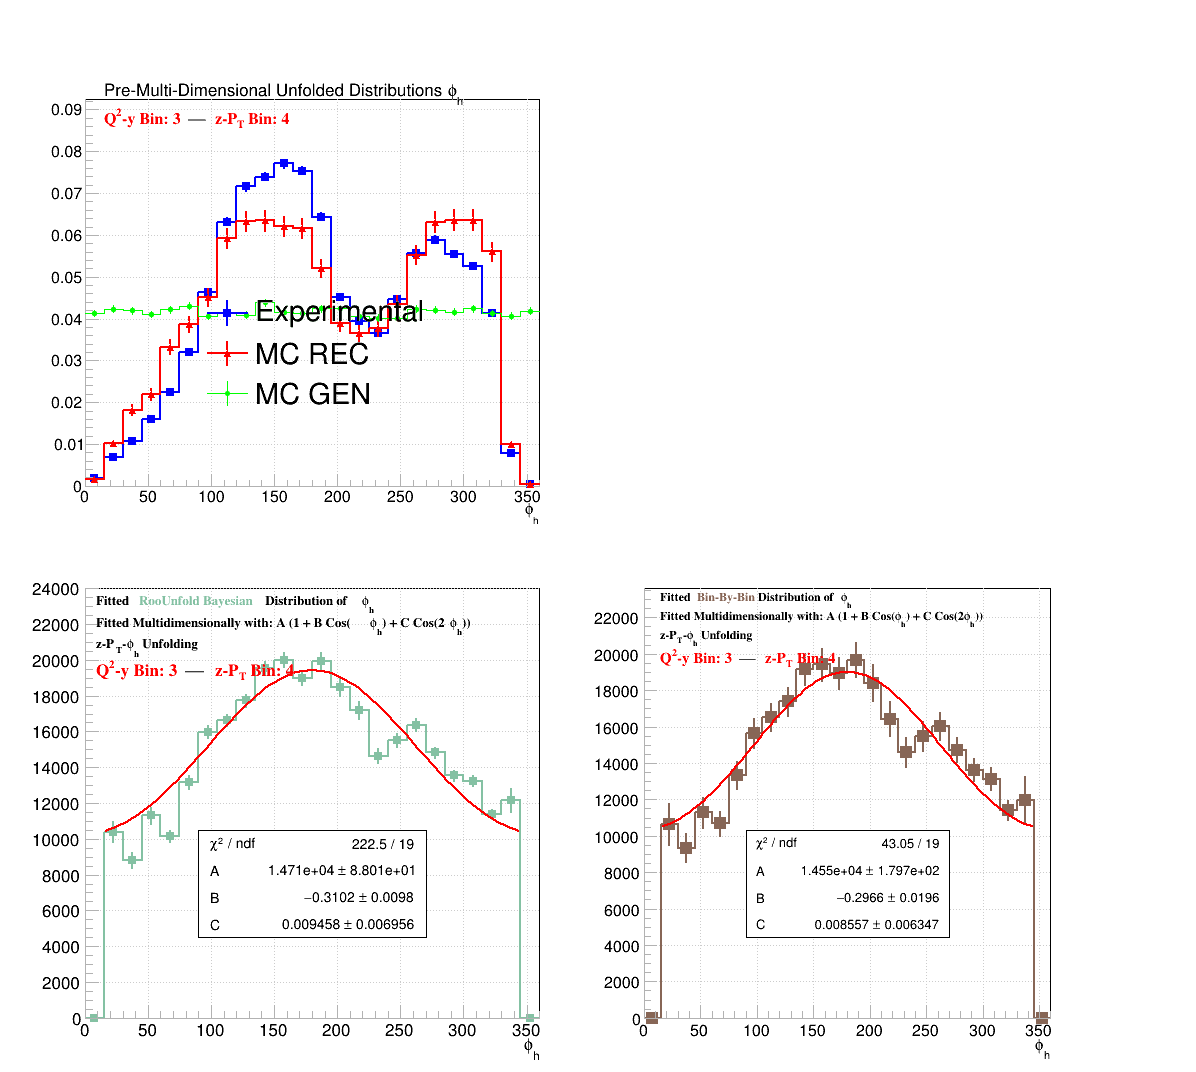 Pre-Multi-Dimensional Unfolded Distributions ϕh
Q²-y Bin: 3 — z-PT Bin: 4
0.09
0.08
0.07
0.06
0.05
0.04
0.03
0.02
0.01
0
Experimental
MC REC
MC GEN
0 50 100 150 200 250 300 350
ϕh
24000
22000
20000
18000
16000
14000
12000
10000
8000
6000
4000
2000
0
Fitted RooUnfold Bayesian Distribution of ϕh
Fitted Multidimensionally with: A (1 + B Cos( ϕh) + C Cos(2 ϕh))
z-PT-ϕh Unfolding
Q²-y Bin: 3 — z-PT Bin: 4
χ² / ndf 222.5 / 19
A 1.471e+04 ± 8.801e+01
B −0.3102 ± 0.0098
C 0.009458 ± 0.006956
0 50 100 150 200 250 300 350
ϕh
22000
20000
18000
16000
14000
12000
10000
8000
6000
4000
2000
0
Fitted Bin-By-Bin Distribution of ϕh
Fitted Multidimensionally with: A (1 + B Cos(ϕh) + C Cos(2ϕh))
z-PT-ϕh Unfolding
Q²-y Bin: 3 — z-PT Bin: 4
χ² / ndf 43.05 / 19
A 1.455e+04 ± 1.797e+02
B −0.2966 ± 0.0196
C 0.008557 ± 0.006347
0 50 100 150 200 250 300 350
ϕh